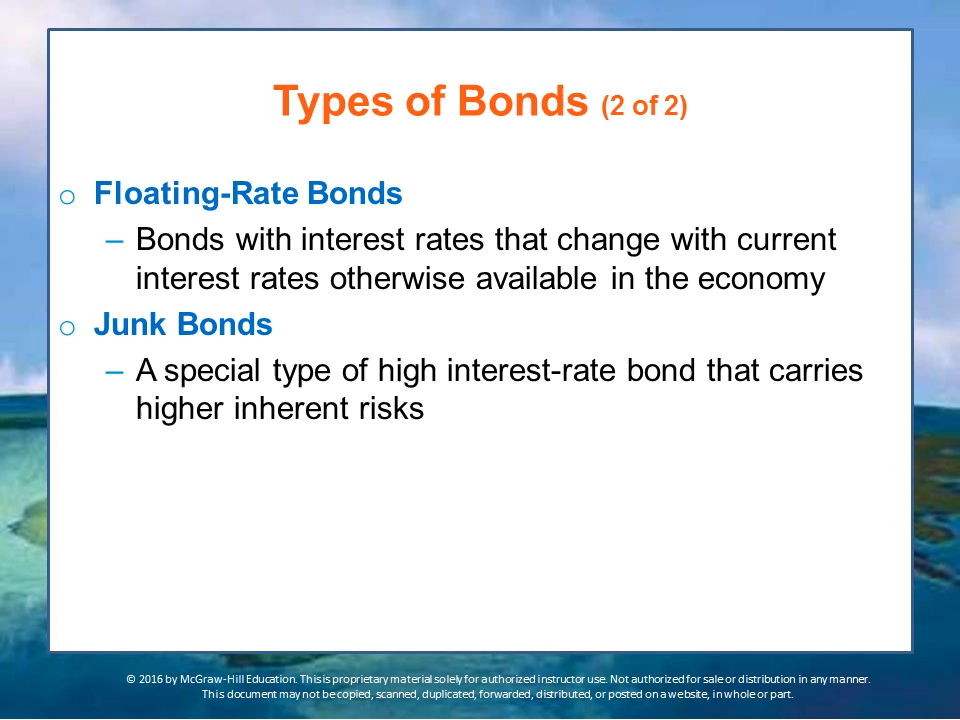 Types of Bonds (2 of 2)
o Floating-Rate Bonds
– Bonds with interest rates that change with current
interest rates otherwise available in the economy
o Junk Bonds
– A special type of high interest-rate bond that carries
higher inherent risks
© 2016 by McGraw-Hill Education. This is proprietary material solely for authorized instructor use. Not authorized for sale or distribution in any manner.
This document may not be copied, scanned, duplicated, forwarded, distributed, or posted on a website, in whole or part.